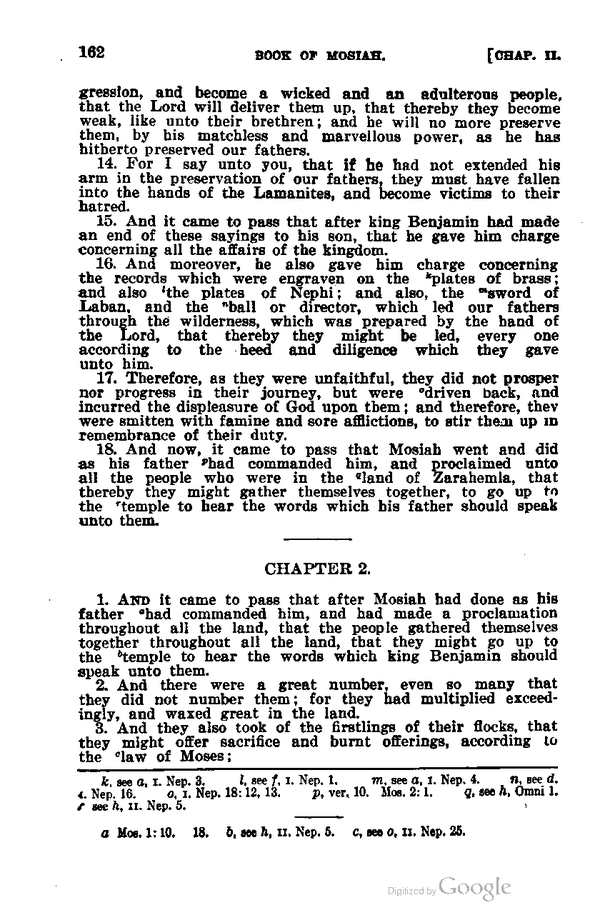 162 BOOK OF MOSIAH. [CHAP. II.
gression, and become a wicked and an adulterous people,
that the Lord will deliver them up, that thereby they become
weak, like unto their brethren; and he will no more preserve
them, by his matchless and marvellous power, as he has
hitherto preserved our fathers.
14. For I say unto you, that if he had not extended his
arm in the preservation of our fathers, they must have fallen
into the hands of the Lamanites, and become victims to their
hatred.
15. And it came to pass that after king Benjamin had made
an end of these sayings to his son, that he gave him charge
concerning all the affairs of the kingdom.
16. And moreover, he also gave him charge concerning
the records which were engraven on the ᵏplates of brass;
and also ˡthe plates of Nephi; and also, the ᵐsword of
Laban, and the ⁿball or director, which led our fathers
through the wilderness, which was prepared by the hand of
the Lord, that thereby they might be led, every one
according to the heed and diligence which they gave
unto him.
17. Therefore, as they were unfaithful, they did not prosper
nor progress in their journey, but were ᵒdriven back, and
incurred the displeasure of God upon them; and therefore, they
were smitten with famine and sore afflictions, to stir them up in
remembrance of their duty.
18. And now, it came to pass that Mosiah went and did
as his father ᵖhad commanded him, and proclaimed unto
all the people who were in the qland of Zarahemla, that
thereby they might gather themselves together, to go up to
the ʳtemple to hear the words which his father should speak
unto them.
CHAPTER 2.
1. AND it came to pass that after Mosiah had done as his
father ᵃhad commanded him, and had made a proclamation
throughout all the land, that the people gathered themselves
together throughout all the land, that they might go up to
the ᵇtemple to hear the words which king Benjamin should
speak unto them.
2. And there were a great number, even so many that
they did not number them; for they had multiplied exceed-
ingly, and waxed great in the land.
3. And they also took of the firstlings of their flocks, that
they might offer sacrifice and burnt offerings, according to
the ᶜlaw of Moses;
k, see a, I. Nep. 3. l, see f, I. Nep. 1. m, see a, I. Nep. 4. n, see d,
I. Nep. 16. o, I. Nep. 18: 12, 13. p, ver. 10. Mos. 2: 1. q, see h, Omni 1.
r see h, II. Nep. 5.
a Mos. 1: 10. 18. b, see h, II. Nep. 5. c, see o, II. Nep. 25.
Digitized by Google